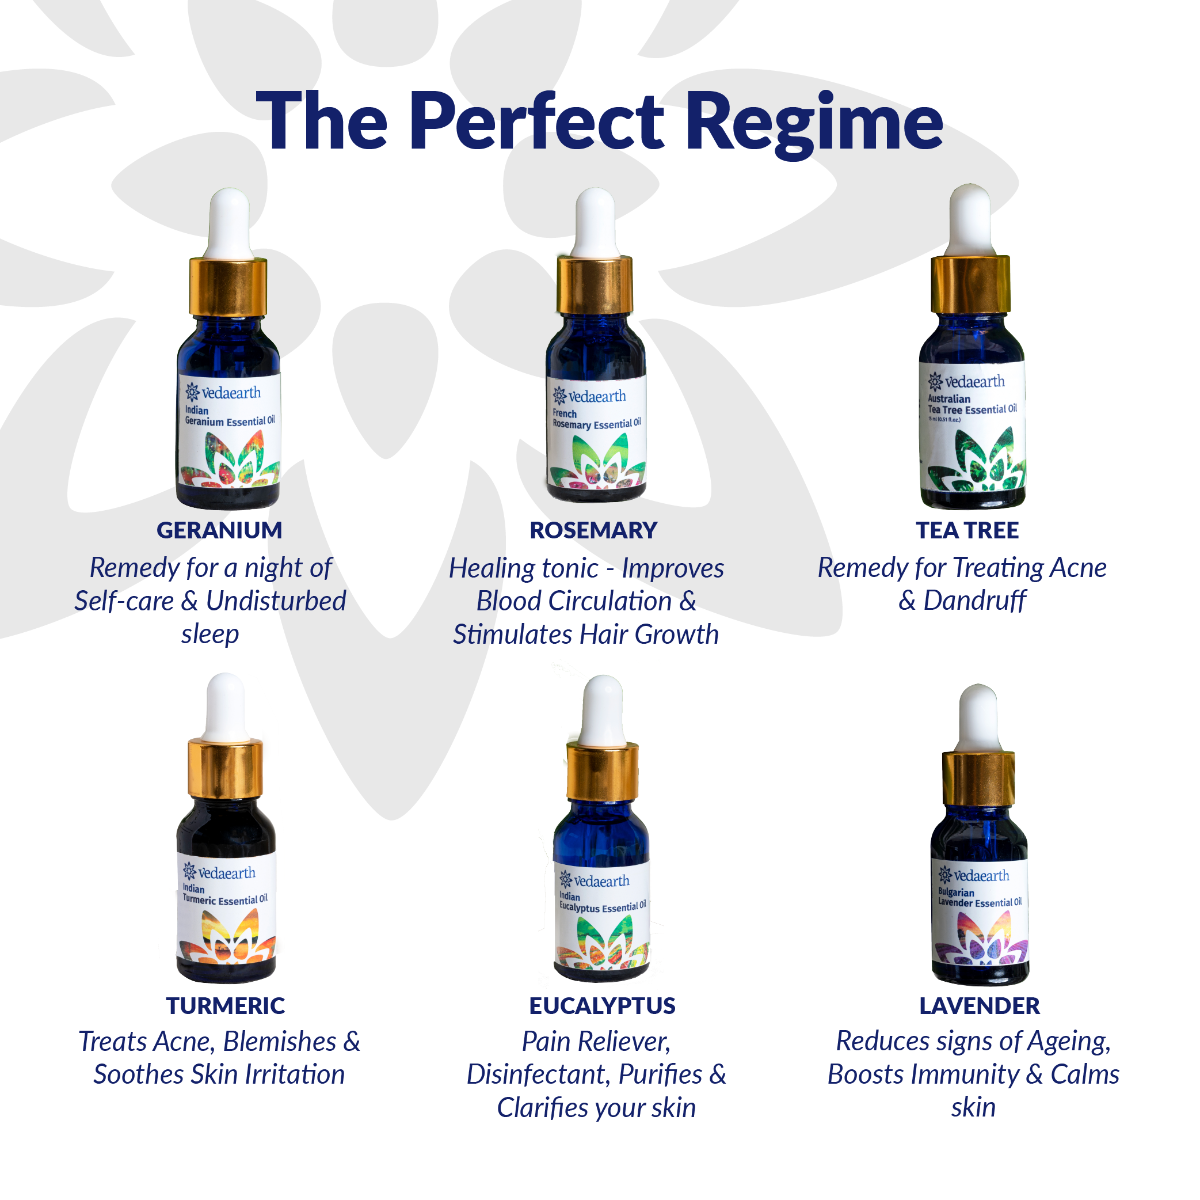 The Perfect Regime
vedaearth
Indian
Geranium Essential Oil
vedaearth
French
Rosemary Essential Oil
vedaearth
Australian
Tea Tree Essential Oil
GERANIUM
Remedy for a night of
Self-care & Undisturbed
sleep
ROSEMARY
Healing tonic - Improves
Blood Circulation &
Stimulates Hair Growth
TEA TREE
Remedy for Treating Acne
& Dandruff
vedaearth
Indian
Turmeric Essential Oil
vedaearth
Indian
Eucalyptus Essential Oil
vedaearth
Bulgarian
Lavender Essential Oil
TURMERIC
Treats Acne, Blemishes &
Soothes Skin Irritation
EUCALYPTUS
Pain Reliever,
Disinfectant, Purifies &
Clarifies your skin
LAVENDER
Reduces signs of Ageing,
Boosts Immunity & Calms
skin